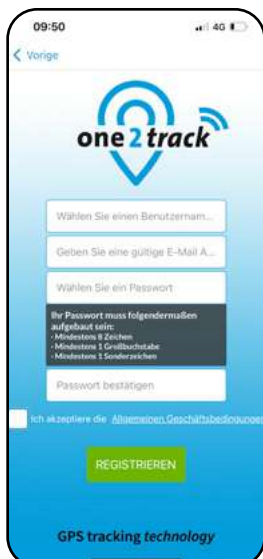 09:50
4G
Vorige
one2track
Wählen Sie einen Benutzernam...
Geben Sie eine gültige E-Mail A...
Wählen Sie ein Passwort
Ihr Passwort muss folgendermaßen
aufgebaut sein:
- Mindestens 8 Zeichen
- Mindestens 1 Großbuchstabe
- Mindestens 1 Sonderzeichen
Passwort bestätigen
Ich akzeptiere die Allgemeinen Geschäftsbedingungen
REGISTRIEREN
GPS tracking technology